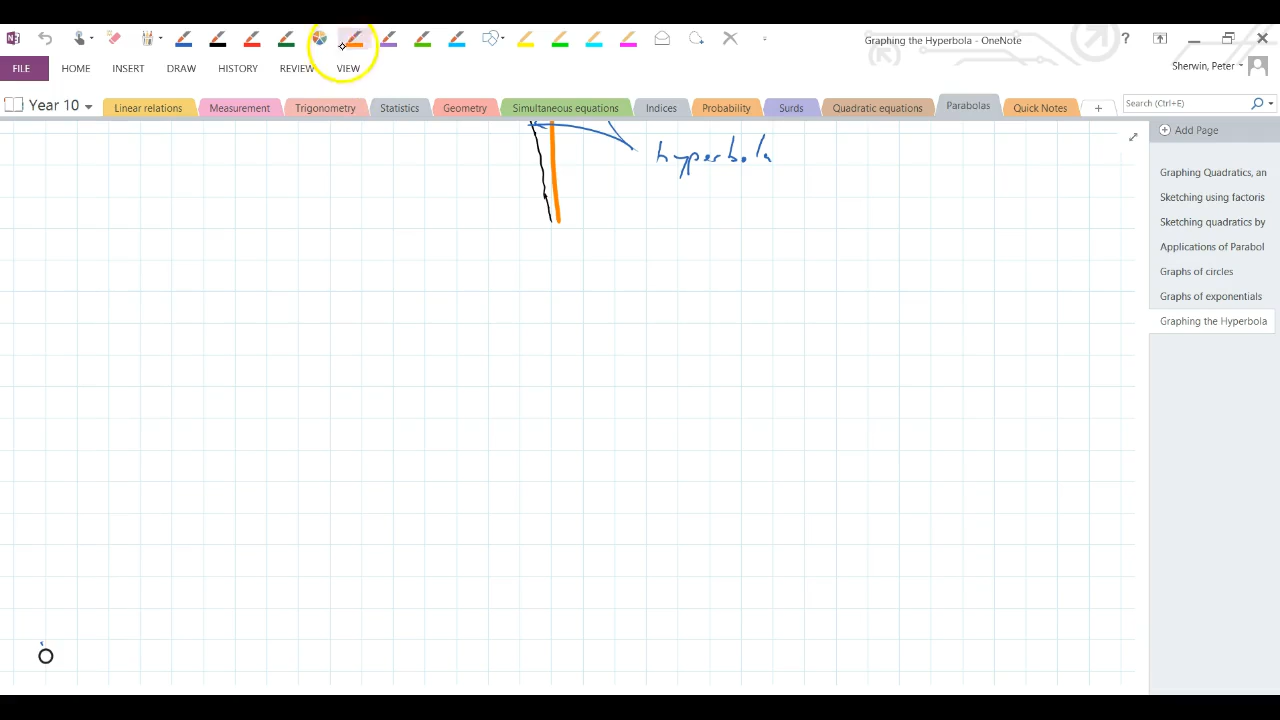 Graphing the Hyperbola - OneNote
?
Sherwin, Peter
FILE HOME INSERT DRAW HISTORY REVIEW VIEW
Year 10 Linear relations Measurement Trigonometry Statistics Geometry Simultaneous equations Indices Probability Surds Quadratic equations Parabolas Quick Notes + Search (Ctrl+E)
Add Page
hyperbola
Graphing Quadratics, an
Sketching using factoris
Sketching quadratics by
Applications of Parabol
Graphs of circles
Graphs of exponentials
Graphing the Hyperbola